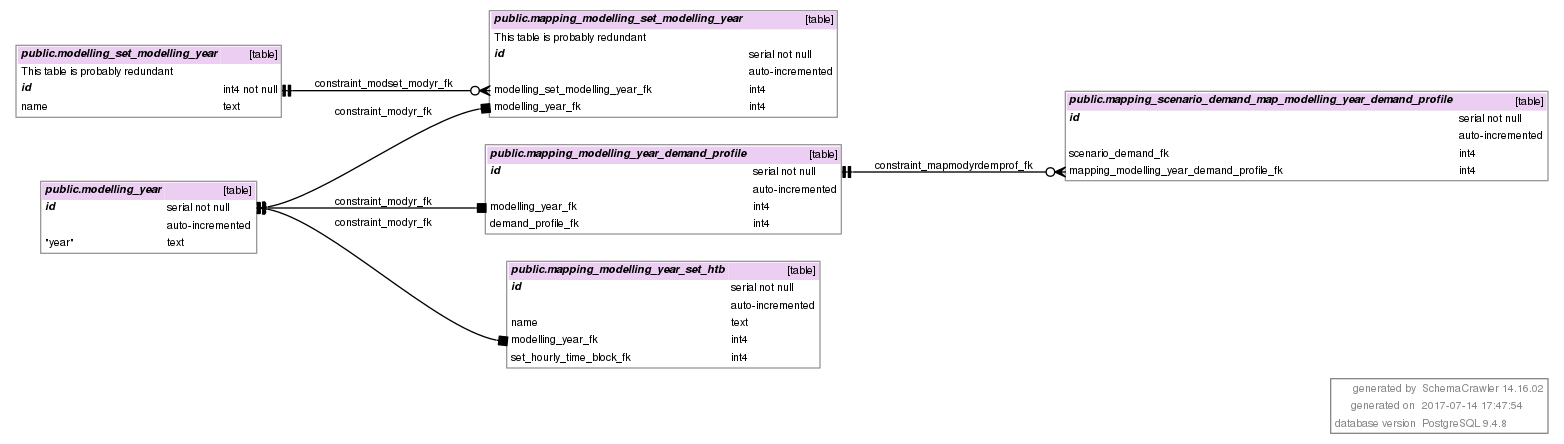 public.modelling_set_modelling_year [table]
This table is probably redundant
id int4 not null
name text
public.mapping_modelling_set_modelling_year [table]
This table is probably redundant
id serial not null
auto-incremented
modelling_set_modelling_year_fk int4
modelling_year_fk int4
constraint_modset_modyr_fk
constraint_modyr_fk
public.mapping_scenario_demand_map_modelling_year_demand_profile [table]
id serial not null
auto-incremented
scenario_demand_fk int4
mapping_modelling_year_demand_profile_fk int4
public.mapping_modelling_year_demand_profile [table]
id serial not null
auto-incremented
modelling_year_fk int4
demand_profile_fk int4
constraint_mapmodyrdemprof_fk
public.modelling_year [table]
id serial not null
auto-incremented
"year" text
constraint_modyr_fk
constraint_modyr_fk
public.mapping_modelling_year_set_htb [table]
id serial not null
auto-incremented
name text
modelling_year_fk int4
set_hourly_time_block_fk int4
generated by SchemaCrawler 14.16.02
generated on 2017-07-14 17:47:54
database version PostgreSQL 9.4.8